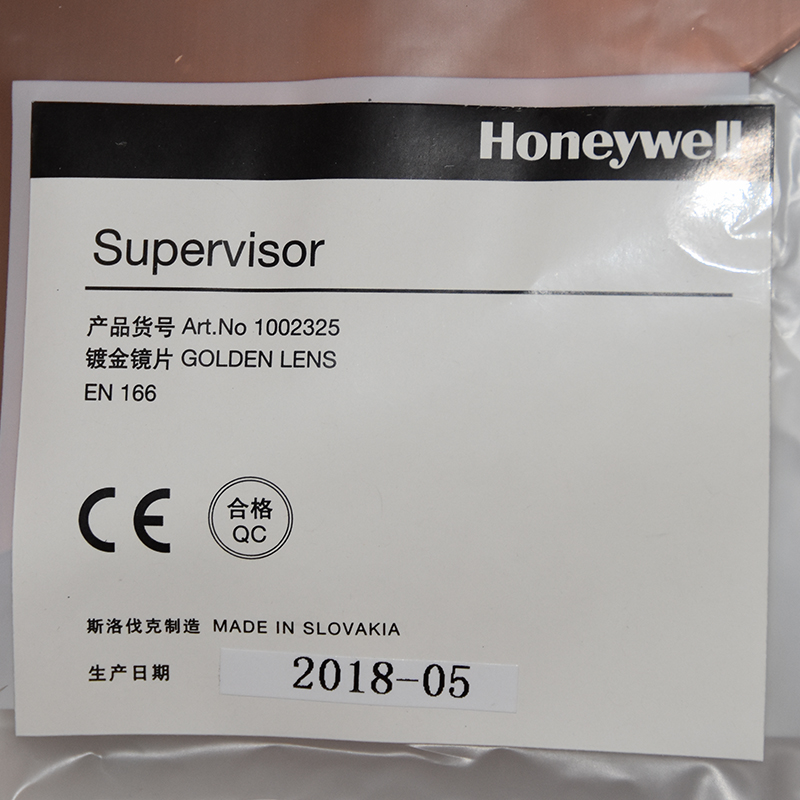 Honeywell
Supervisor
产品货号 Art.No 1002325
镀金镜片 GOLDEN LENS
EN 166
CE
合格
QC
斯洛伐克制造 MADE IN SLOVAKIA
生产日期 2018-05